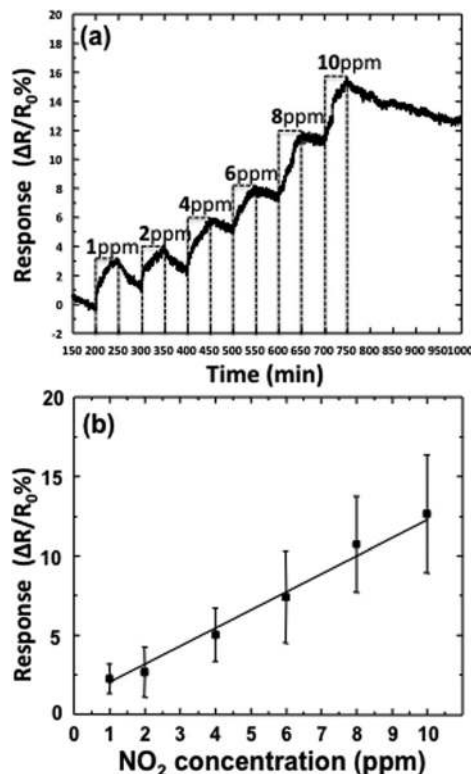 (a)
Response (ΔR/R₀%)
16
14
12
10
8
6
4
2
0
-2
1ppm
2ppm
4ppm
6ppm
8ppm
10ppm
150 200 250 300 350 400 450 500 550 600 650 700 750 800 850 900 950 1000
Time (min)
(b)
Response (ΔR/R₀%)
20
15
10
5
0
0 1 2 3 4 5 6 7 8 9 10
NO₂ concentration (ppm)